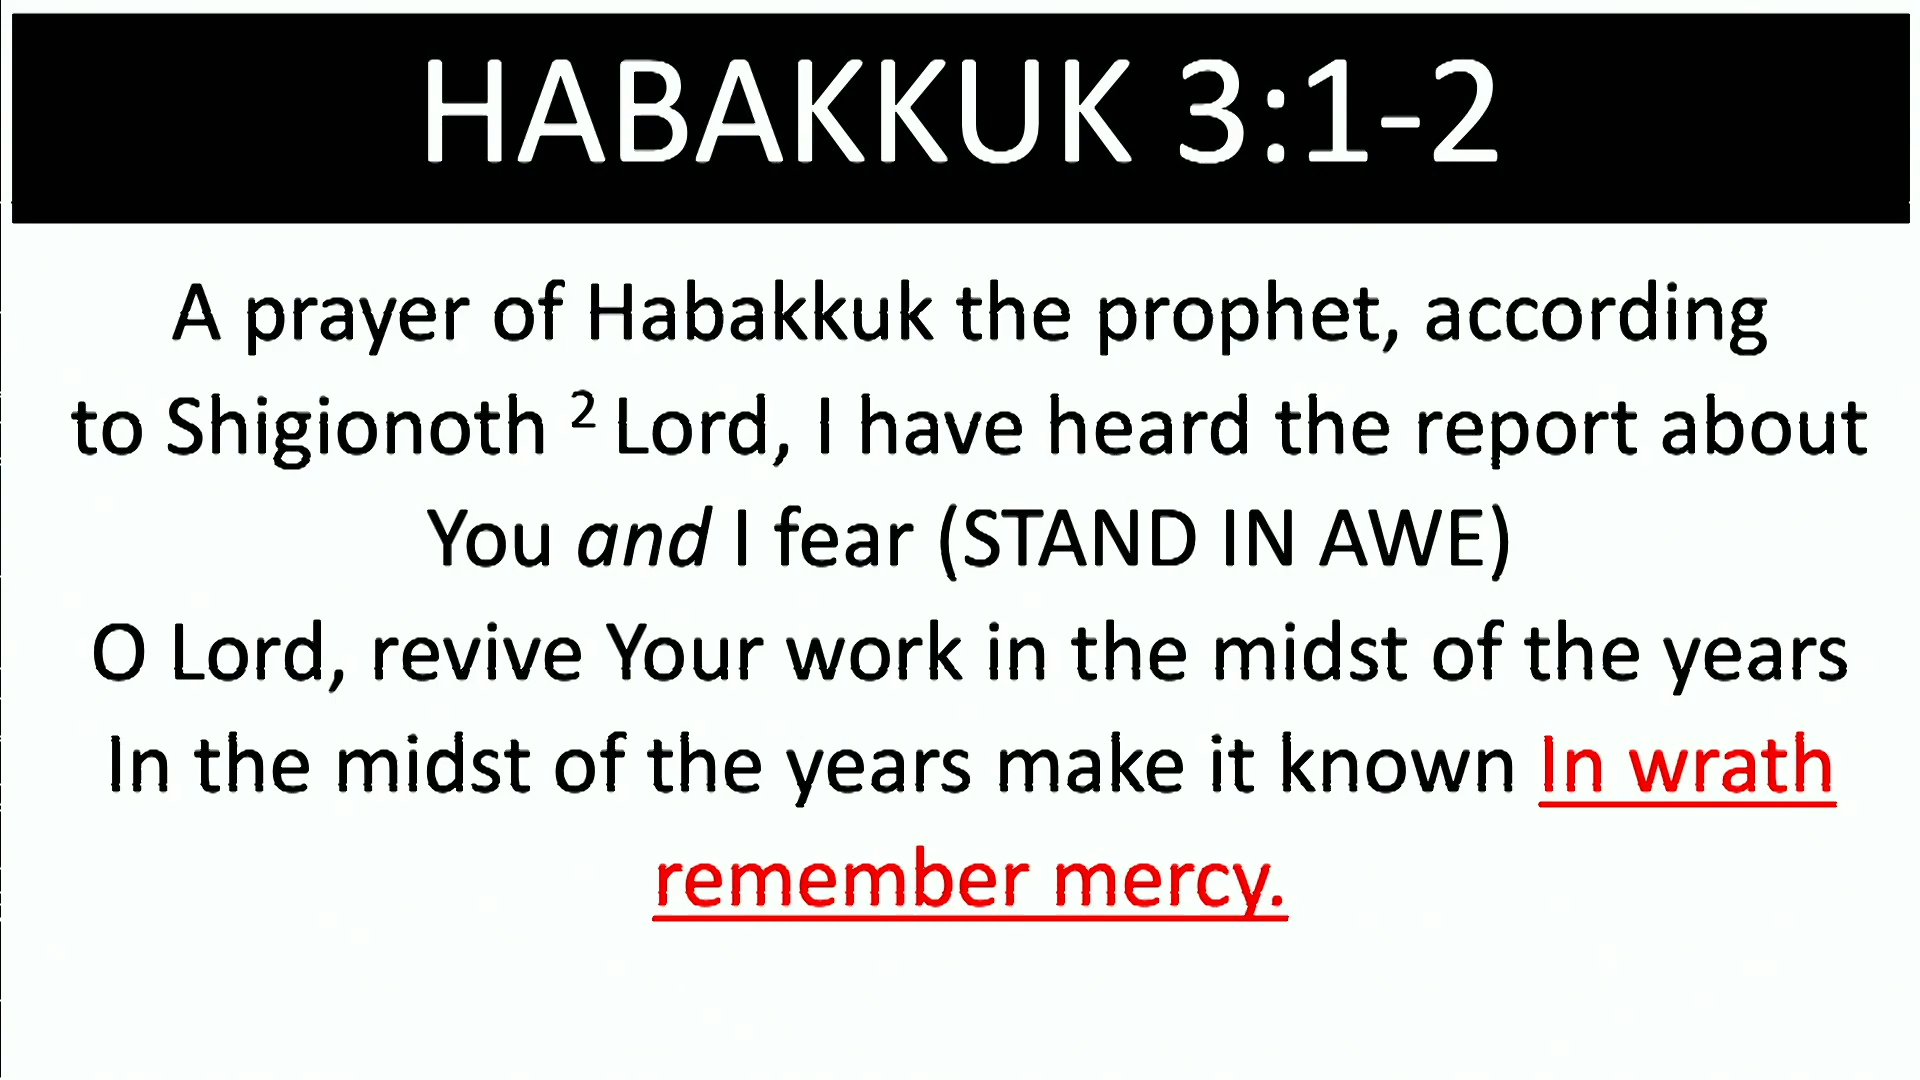 HABAKKUK 3:1-2
A prayer of Habakkuk the prophet, according
to Shigionoth ² Lord, I have heard the report about
You and I fear (STAND IN AWE)
O Lord, revive Your work in the midst of the years
In the midst of the years make it known In wrath
remember mercy.